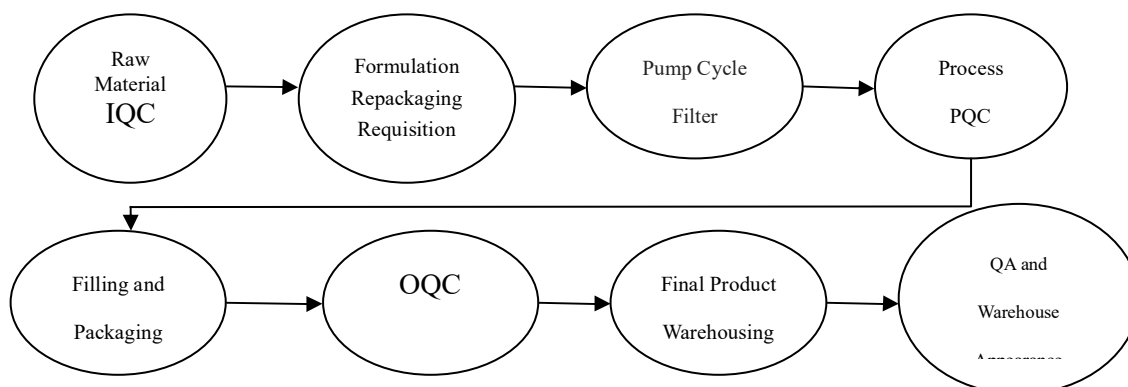 Raw
Material
IQC
Formulation
Repackaging
Requisition
Pump Cycle
Filter
Process
PQC
Filling and
Packaging
OQC
Final Product
Warehousing
QA and
Warehouse
Appearance